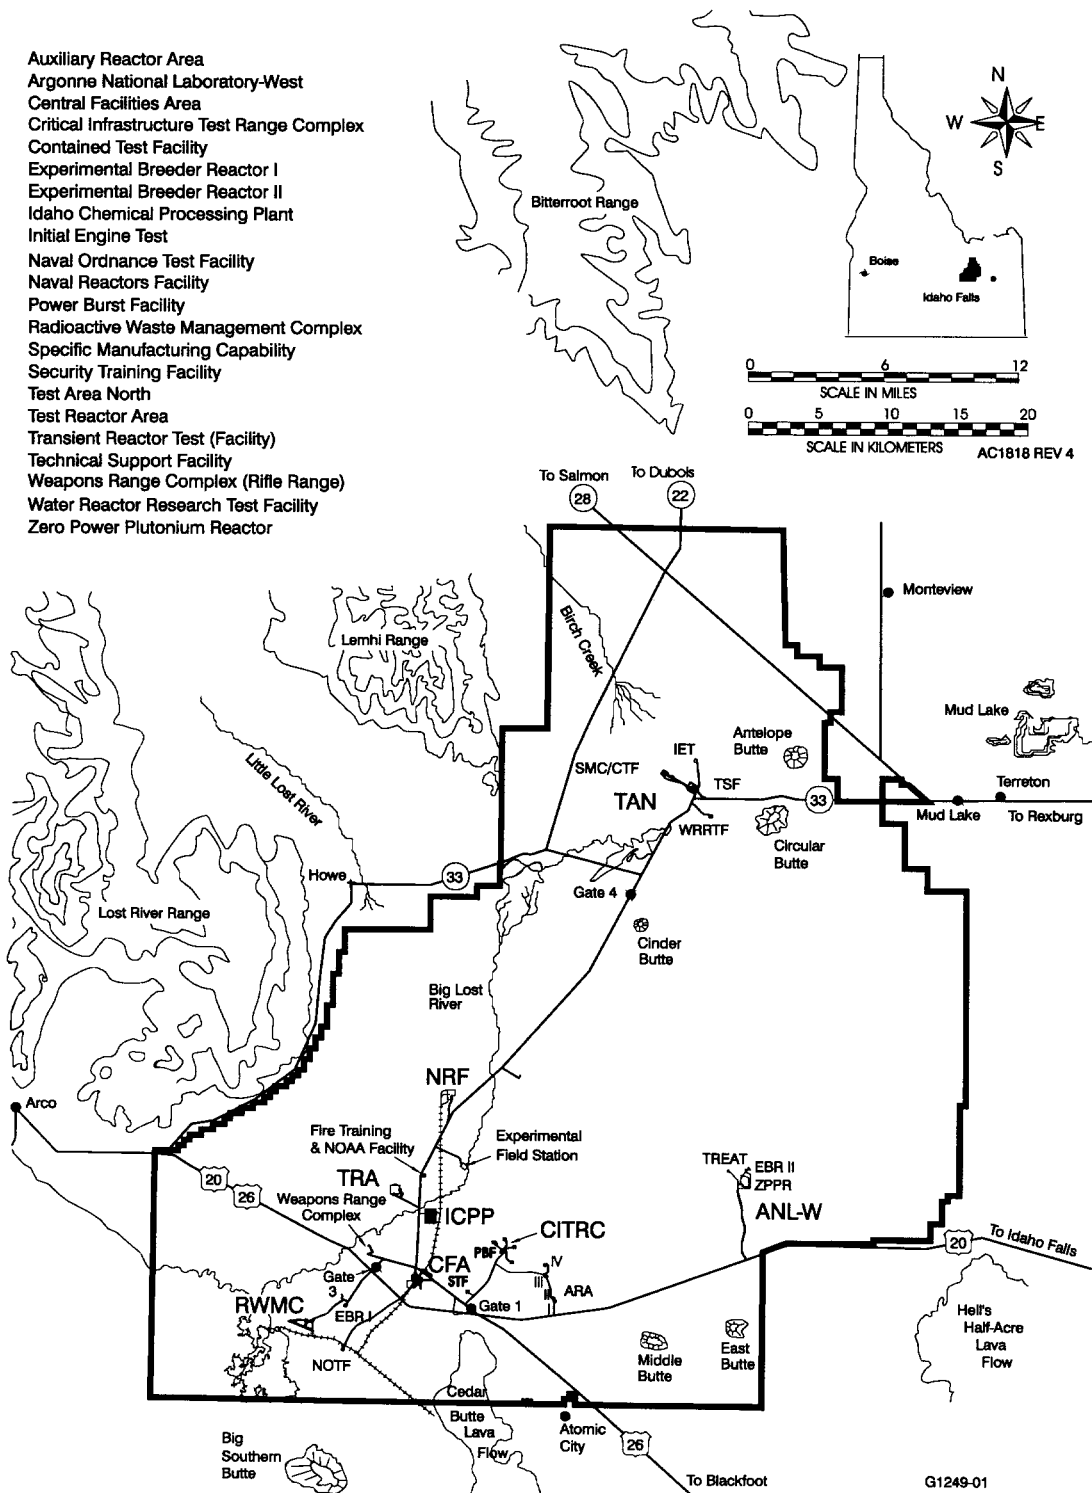 Auxiliary Reactor Area
Argonne National Laboratory-West
Central Facilities Area
Critical Infrastructure Test Range Complex
Contained Test Facility
Experimental Breeder Reactor I
Experimental Breeder Reactor II
Idaho Chemical Processing Plant
Initial Engine Test
Naval Ordnance Test Facility
Naval Reactors Facility
Power Burst Facility
Radioactive Waste Management Complex
Specific Manufacturing Capability
Security Training Facility
Test Area North
Test Reactor Area
Transient Reactor Test (Facility)
Technical Support Facility
Weapons Range Complex (Rifle Range)
Water Reactor Research Test Facility
Zero Power Plutonium Reactor
Bitterroot Range
N
W
E
S
Boise
Idaho Falls
0
6
12
SCALE IN MILES
0
5
10
15
20
SCALE IN KILOMETERS
AC1818 REV 4
To Salmon
28
To Dubois
22
Monteview
Lemhi Range
Birch Creek
Mud Lake
Antelope
Butte
Little Lost River
IET
SMC/CTF
TSF
TAN
33
Terreton
Mud Lake
To Rexburg
WRRTF
Circular
Butte
Howe
33
Gate 4
Lost River Range
Cinder
Butte
Big Lost
River
NRF
Arco
Fire Training
& NOAA Facility
Experimental
Field Station
20
26
TRA
Weapons Range
Complex
ICPP
TREAT
EBR II
ZPPR
ANL-W
CITRC
PBF
CFA
STF
IV
III
II
I
ARA
Gate
3
Gate 1
20
To Idaho Falls
RWMC
EBR I
NOTF
Hell's
Half-Acre
Lava
Flow
Middle
Butte
East
Butte
Cedar
Butte
Lava
Flow
Atomic
City
26
Big
Southern
Butte
To Blackfoot
G1249-01